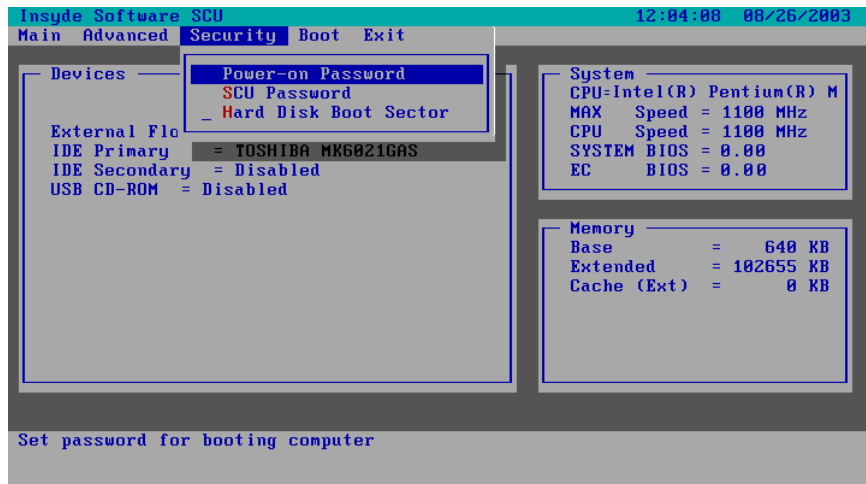 Insyde Software SCU 12:04:08 08/26/2003
Main Advanced Security Boot Exit
Power-on Password
SCU Password
_ Hard Disk Boot Sector
Devices
External Flo
IDE Primary = TOSHIBA MK6021GAS
IDE Secondary = Disabled
USB CD-ROM = Disabled
System
CPU=Intel(R) Pentium(R) M
MAX Speed = 1100 MHz
CPU Speed = 1100 MHz
SYSTEM BIOS = 0.00
EC BIOS = 0.00
Memory
Base = 640 KB
Extended = 102655 KB
Cache (Ext) = 0 KB
Set password for booting computer